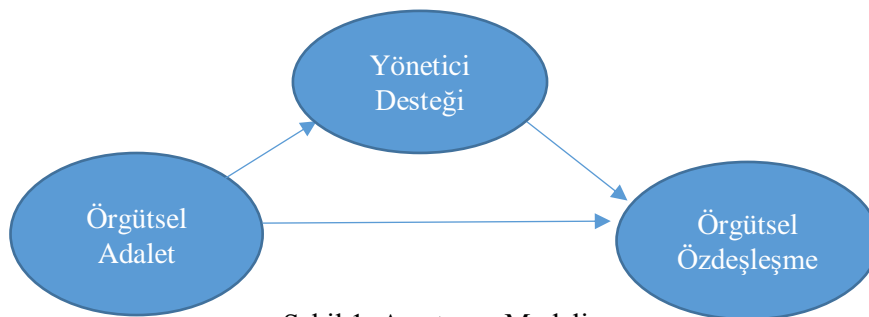 Yönetici
Desteği
Örgütsel
Adalet
Örgütsel
Özdeşleşme